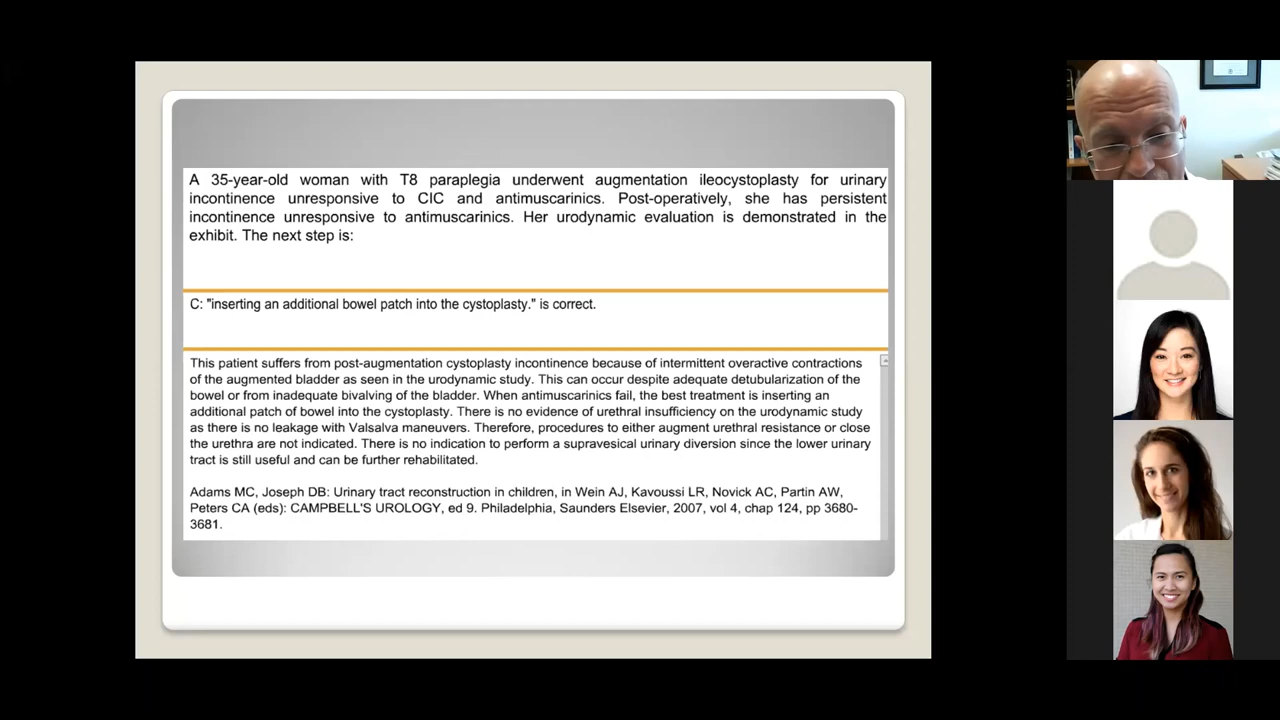 A 35-year-old woman with T8 paraplegia underwent augmentation ileocystoplasty for urinary
incontinence unresponsive to CIC and antimuscarinics. Post-operatively, she has persistent
incontinence unresponsive to antimuscarinics. Her urodynamic evaluation is demonstrated in the
exhibit. The next step is:
C: "inserting an additional bowel patch into the cystoplasty." is correct.
This patient suffers from post-augmentation cystoplasty incontinence because of intermittent overactive contractions
of the augmented bladder as seen in the urodynamic study. This can occur despite adequate detubularization of the
bowel or from inadequate bivalving of the bladder. When antimuscarinics fail, the best treatment is inserting an
additional patch of bowel into the cystoplasty. There is no evidence of urethral insufficiency on the urodynamic study
as there is no leakage with Valsalva maneuvers. Therefore, procedures to either augment urethral resistance or close
the urethra are not indicated. There is no indication to perform a supravesical urinary diversion since the lower urinary
tract is still useful and can be further rehabilitated.
Adams MC, Joseph DB: Urinary tract reconstruction in children, in Wein AJ, Kavoussi LR, Novick AC, Partin AW,
Peters CA (eds): CAMPBELL'S UROLOGY, ed 9. Philadelphia, Saunders Elsevier, 2007, vol 4, chap 124, pp 3680-
3681.